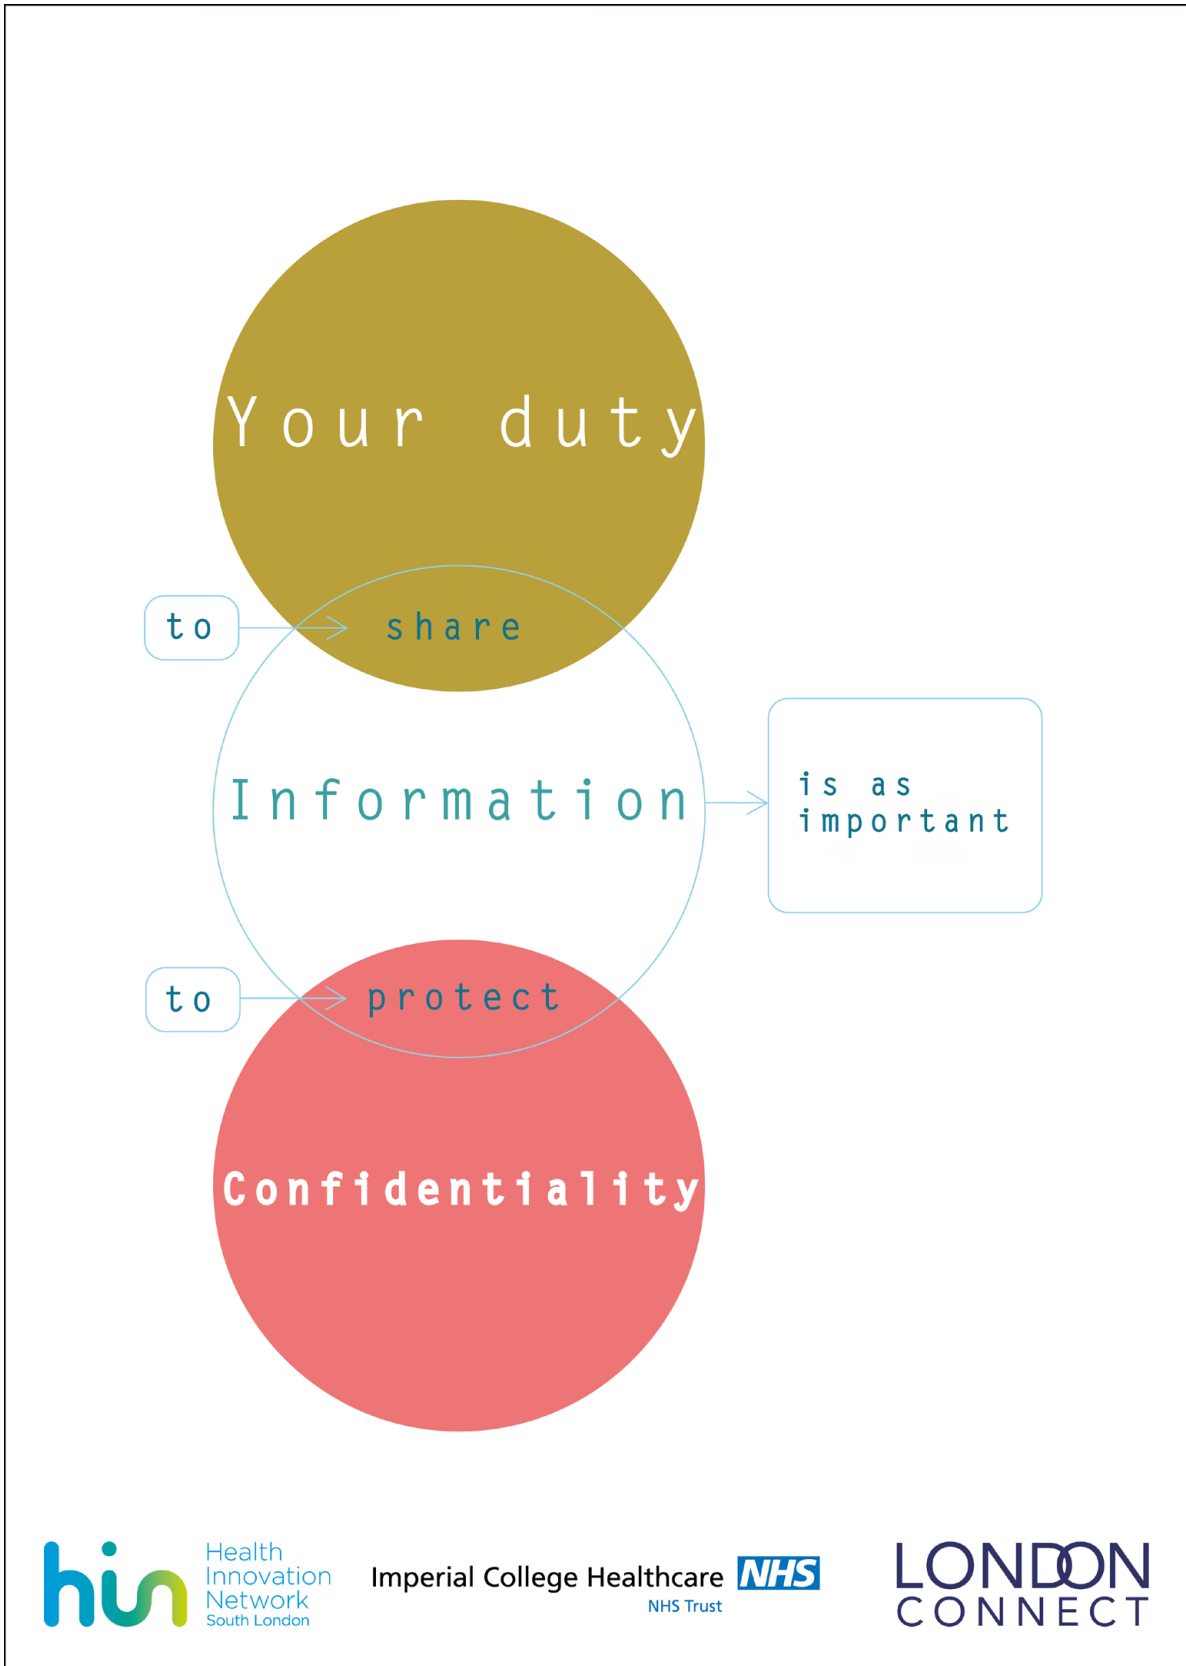 Your duty
to
share
Information
is as
important
to
protect
Confidentiality
hin
Health
Innovation
Network
South London
Imperial College Healthcare NHS
NHS Trust
LONDON
CONNECT